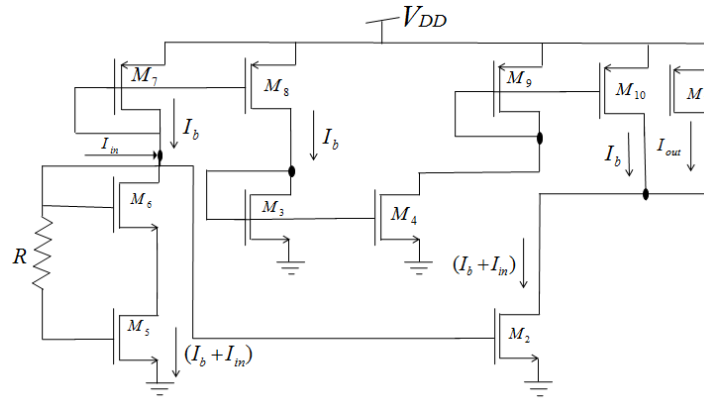 V_DD
M_7
M_8
M_9
M_10
M
I_b
I_b
I_b
I_out
I_in
M_6
M_3
M_4
R
(I_b + I_in)
M_5
M_2
(I_b + I_in)